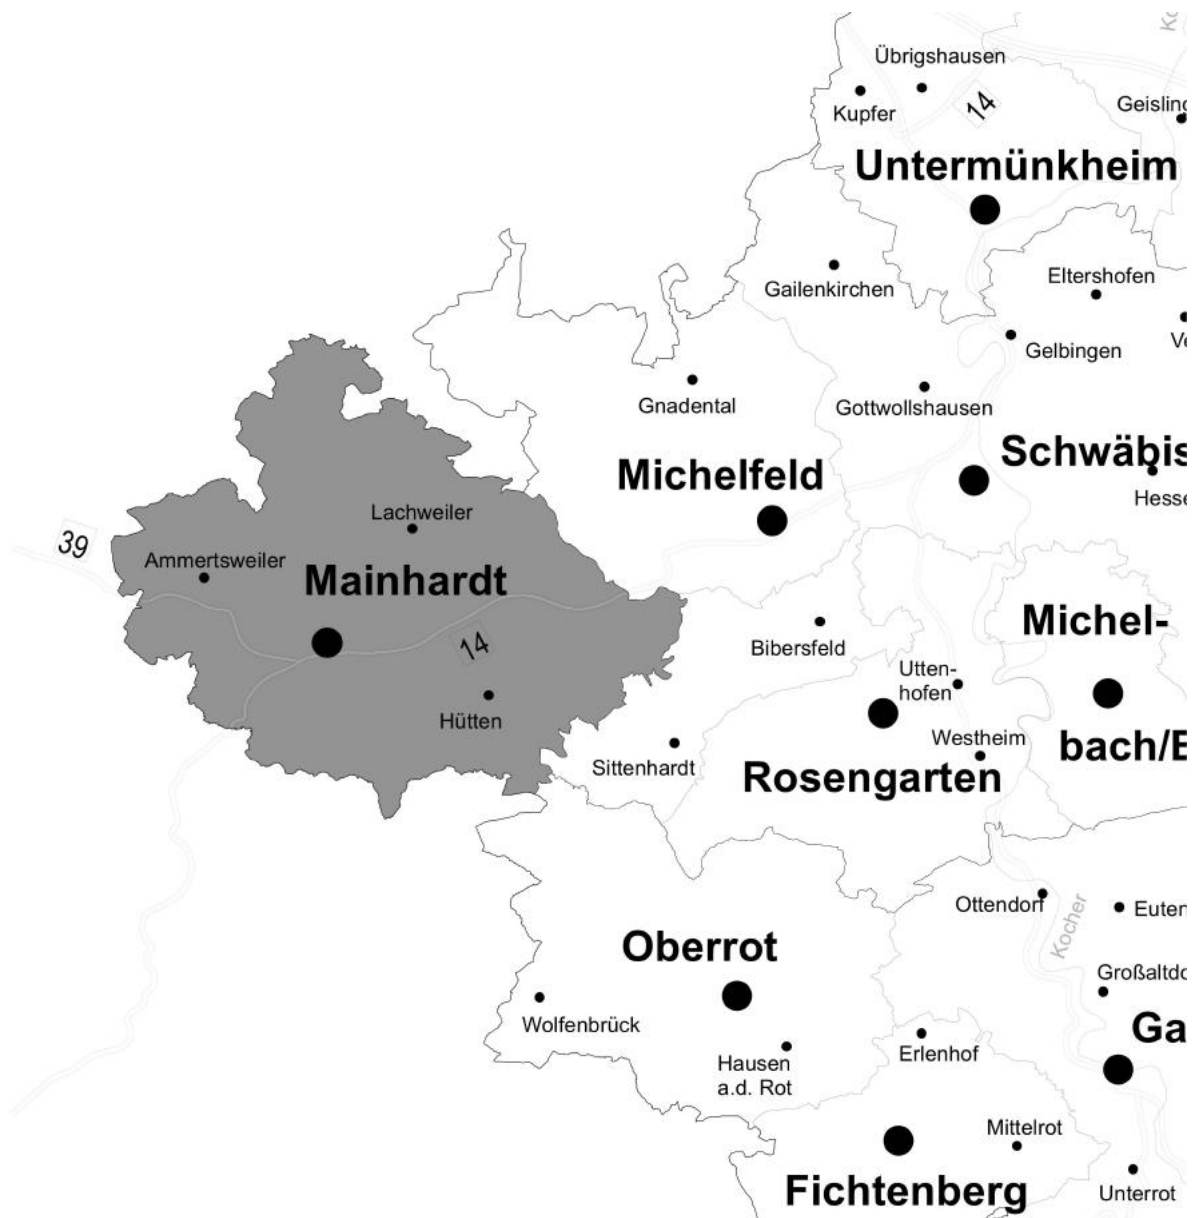 Ko
Übrigshausen
Kupfer
14
Geisling
Untermünkheim
Eltershofen
Gailenkirchen
Ve
Gelbingen
Gnadental
Gottwollshausen
Schwäbis
Michelfeld
Hesse
Lachweiler
39
Ammertsweiler
Mainhardt
Michel-
14
Bibersfeld
Utten-
hofen
Hütten
Westheim
bach/B
Sittenhardt
Rosengarten
Ottendorf
Euten
Kocher
Oberrot
Großaltdo
Wolfenbrück
Ga
Erlenhof
Hausen
a.d. Rot
Mittelrot
Fichtenberg
Unterrot